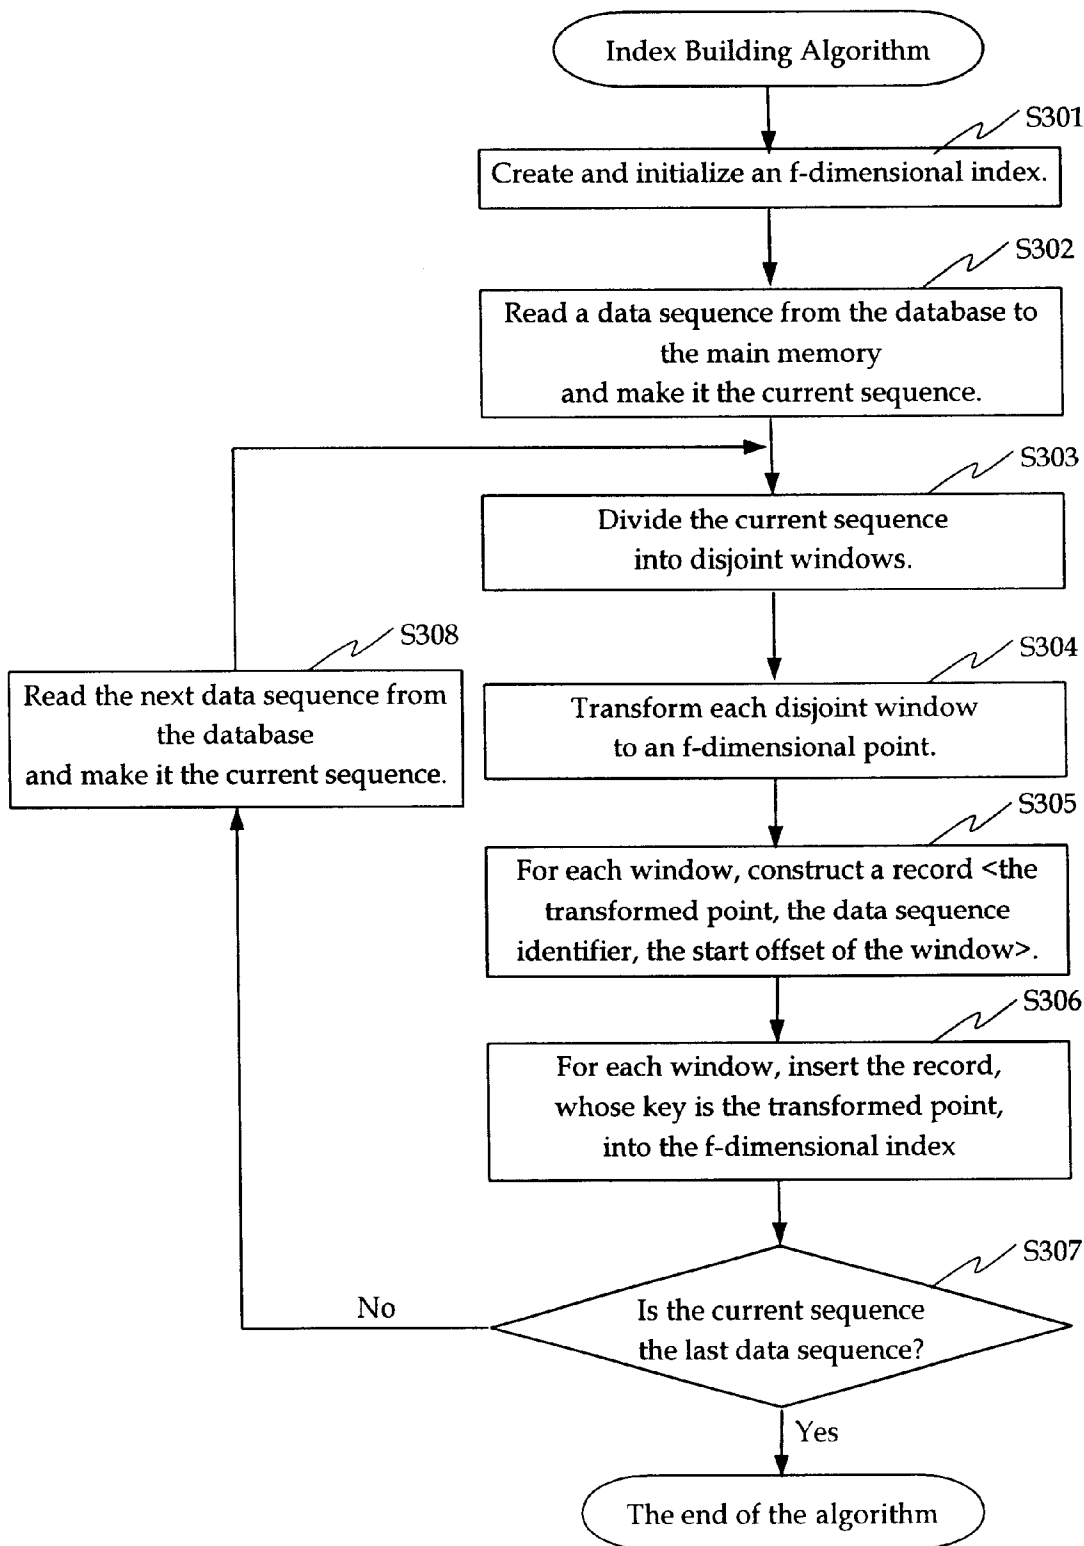 Index Building Algorithm
S301
Create and initialize an f-dimensional index.
S302
Read a data sequence from the database to
the main memory
and make it the current sequence.
S303
Divide the current sequence
into disjoint windows.
S304
Transform each disjoint window
to an f-dimensional point.
S305
For each window, construct a record <the
transformed point, the data sequence
identifier, the start offset of the window>.
S306
For each window, insert the record,
whose key is the transformed point,
into the f-dimensional index
S307
Is the current sequence
the last data sequence?
No
S308
Read the next data sequence from
the database
and make it the current sequence.
Yes
The end of the algorithm